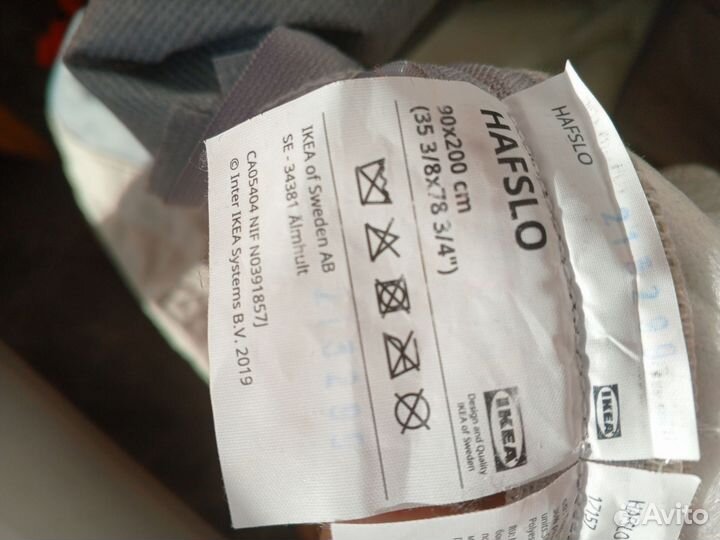 HAFSLO
90x200 cm
(35 3/8x78 3/4")
IKEA of Sweden AB
SE - 34381 Älmhult
CA05404 NIF N0391857J
© Inter IKEA Systems B.V. 2019
IKEA
Design and Quality
IKEA of Sweden
HAFSLO
IKEA
Avito